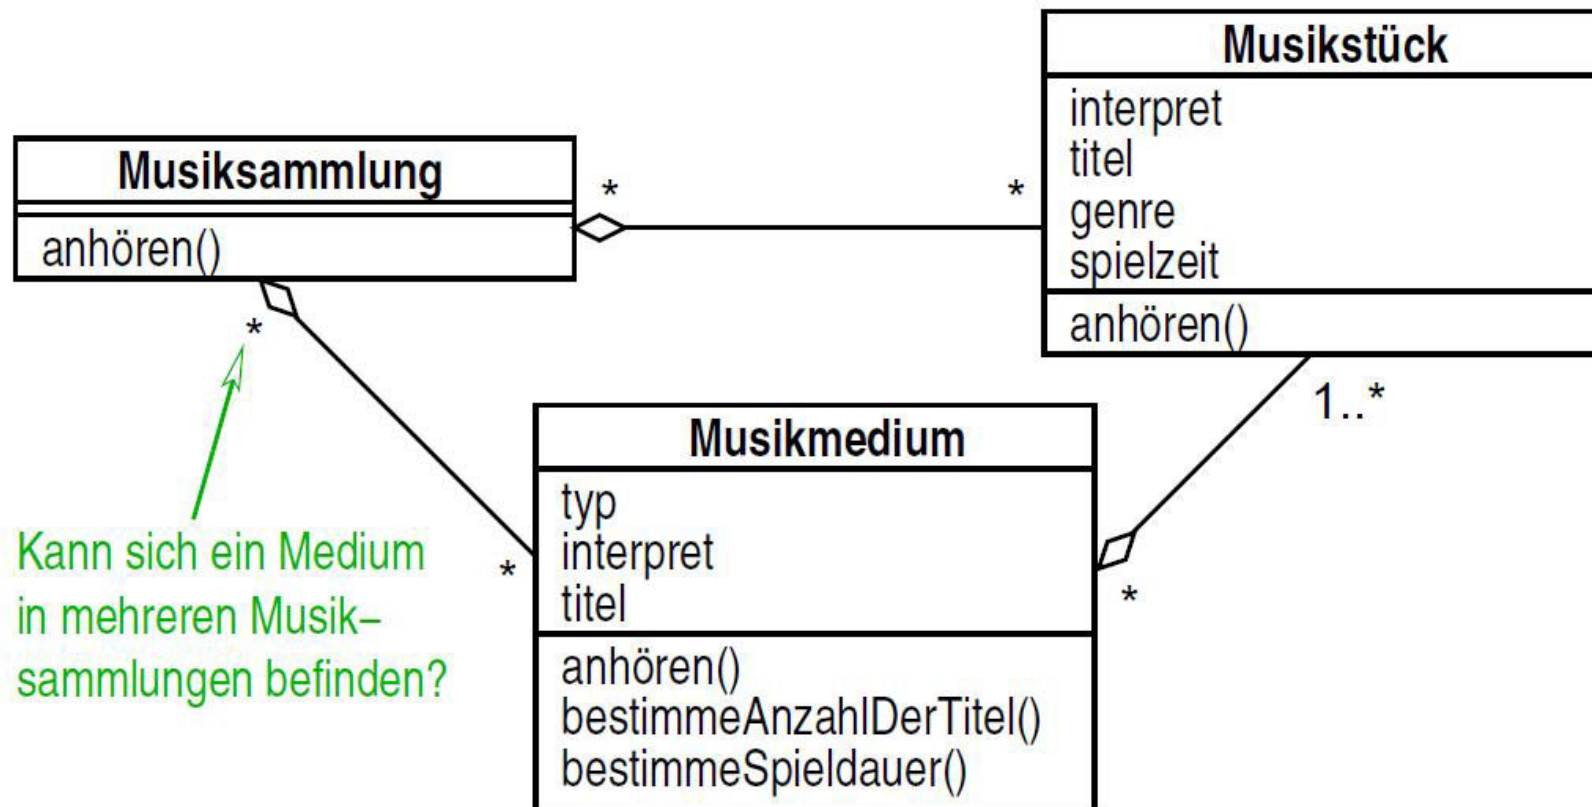 Musikstück
interpret
titel
genre
spielzeit
anhören()
Musiksammlung
anhören()
*
*
*
*
1..*
*
Musikmedium
typ
interpret
titel
anhören()
bestimmeAnzahlDerTitel()
bestimmeSpieldauer()
Kann sich ein Medium
in mehreren Musik–
sammlungen befinden?